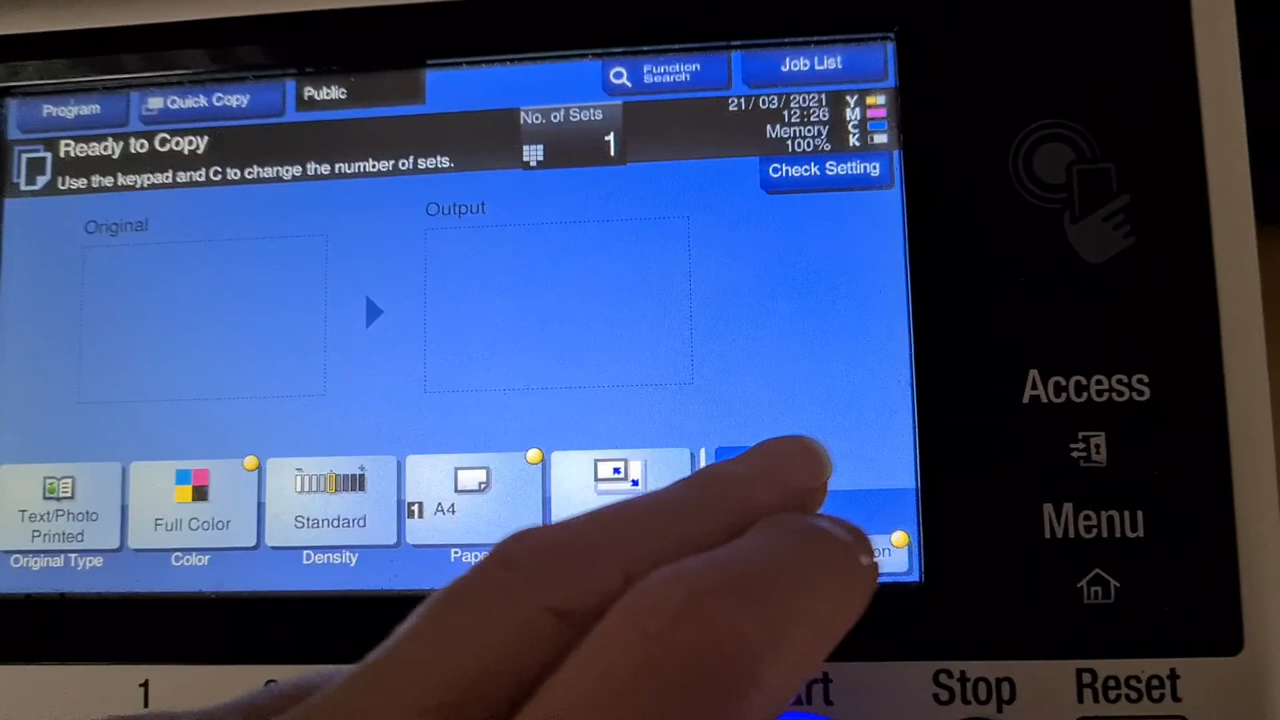 Program
Quick Copy
Public
Function
Search
Job List
Ready to Copy
Use the keypad and C to change the number of sets.
No. of Sets
1
21/03/2021
12:26
Memory
100%
Y
M
C
K
Check Setting
Original
Output
Text/Photo
Printed
Original Type
Full Color
Color
Standard
Density
1 A4
Access
Menu
1
Stop
Reset